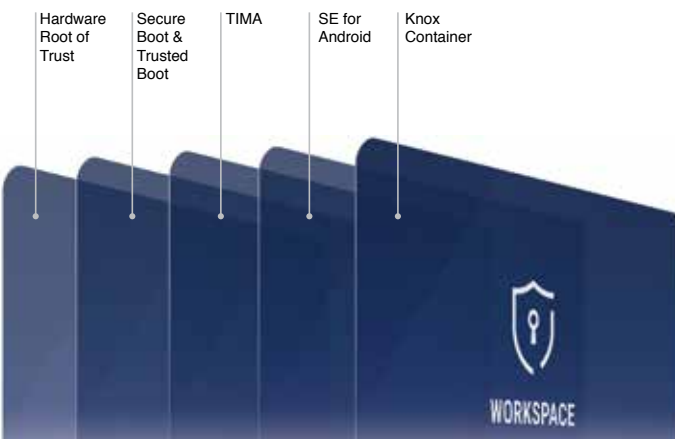 Hardware
Root of
Trust
Secure
Boot &
Trusted
Boot
TIMA
SE for
Android
Knox
Container
WORKSPACE